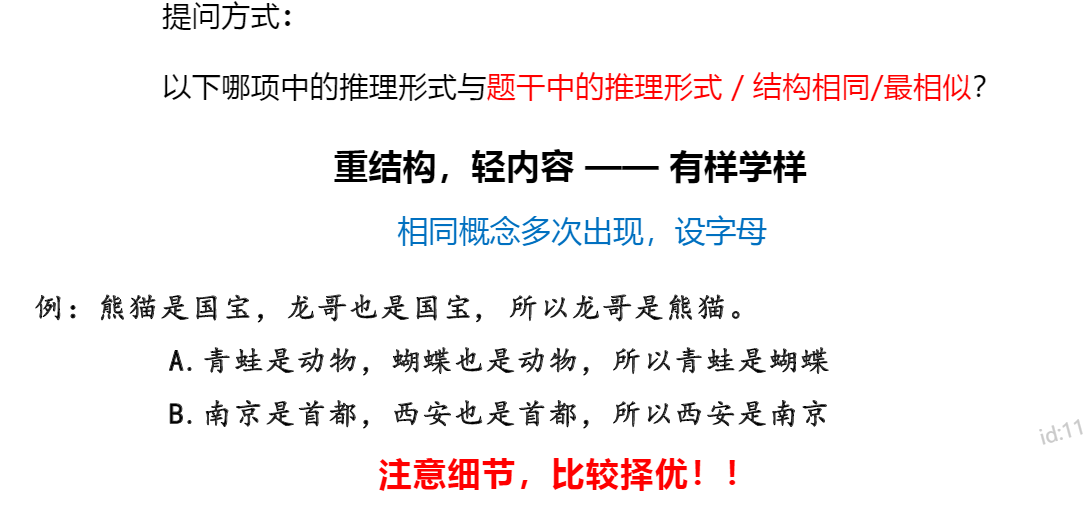 提问方式：
以下哪项中的推理形式与题干中的推理形式 / 结构相同/最相似？
重结构，轻内容 —— 有样学样
相同概念多次出现，设字母
例：熊猫是国宝，龙哥也是国宝，所以龙哥是熊猫。
A. 青蛙是动物，蝴蝶也是动物，所以青蛙是蝴蝶
B. 南京是首都，西安也是首都，所以西安是南京
id:11
注意细节，比较择优！！